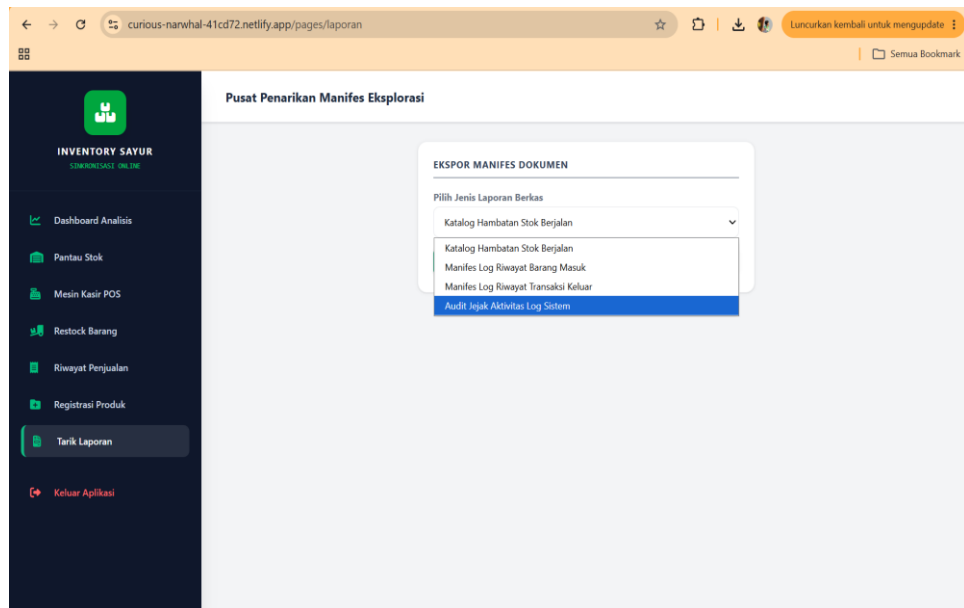 curious-narwhal-41cd72.netlify.app/pages/laporan
Luncurkan kembali untuk mengupdate
Semua Bookmark
INVENTORY SAYUR
SINKRONISASI ONLINE
Dashboard Analisis
Pantau Stok
Mesin Kasir POS
Restock Barang
Riwayat Penjualan
Registrasi Produk
Tarik Laporan
Keluar Aplikasi
Pusat Penarikan Manifes Eksplorasi
EKSPOR MANIFES DOKUMEN
Pilih Jenis Laporan Berkas
Katalog Hambatan Stok Berjalan
Katalog Hambatan Stok Berjalan
Manifes Log Riwayat Barang Masuk
Manifes Log Riwayat Transaksi Keluar
Audit Jejak Aktivitas Log Sistem